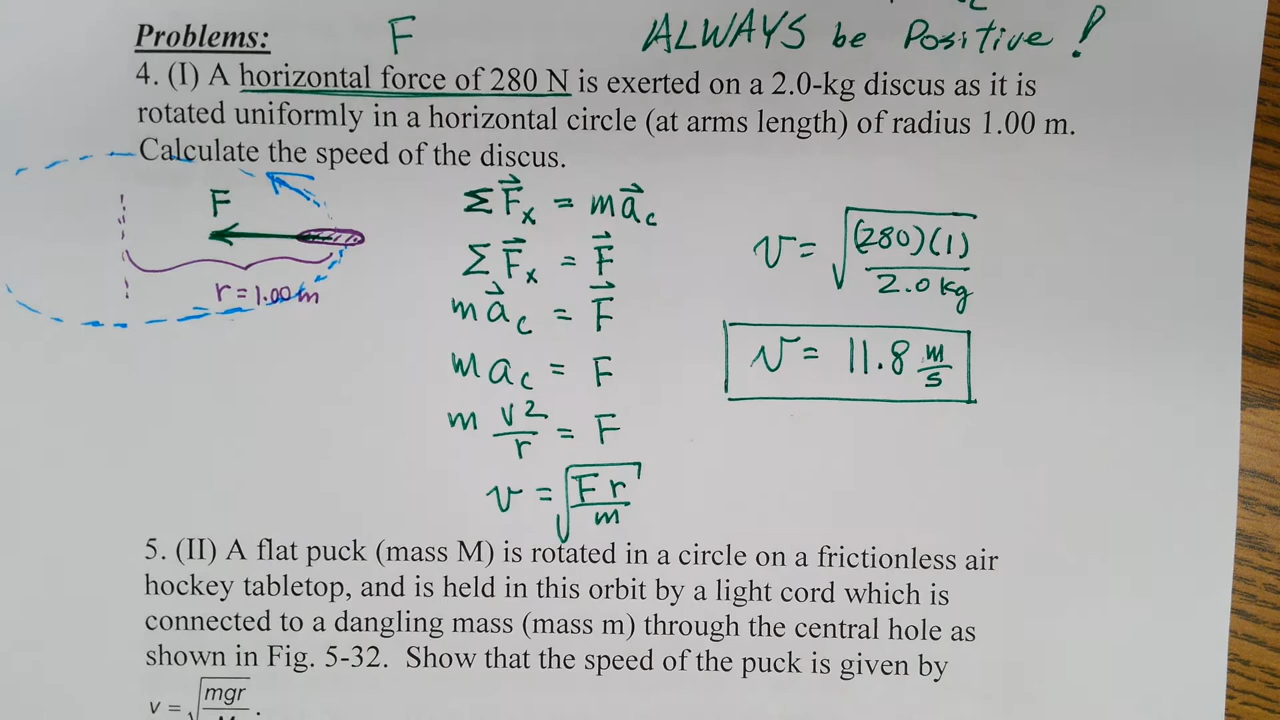 Problems: F ALWAYS be Positive!
4. (I) A horizontal force of 280 N is exerted on a 2.0-kg discus as it is
rotated uniformly in a horizontal circle (at arms length) of radius 1.00 m.
Calculate the speed of the discus.
F
r = 1.00 m
ΣF⃗x = ma⃗c
ΣF⃗x = F⃗
ma⃗c = F⃗
mac = F
m v²/r = F
v = √(Fr/m)
v = √((280)(1)/2.0 kg)
v = 11.8 m/s
5. (II) A flat puck (mass M) is rotated in a circle on a frictionless air
hockey tabletop, and is held in this orbit by a light cord which is
connected to a dangling mass (mass m) through the central hole as
shown in Fig. 5-32. Show that the speed of the puck is given by
v = √mgr .